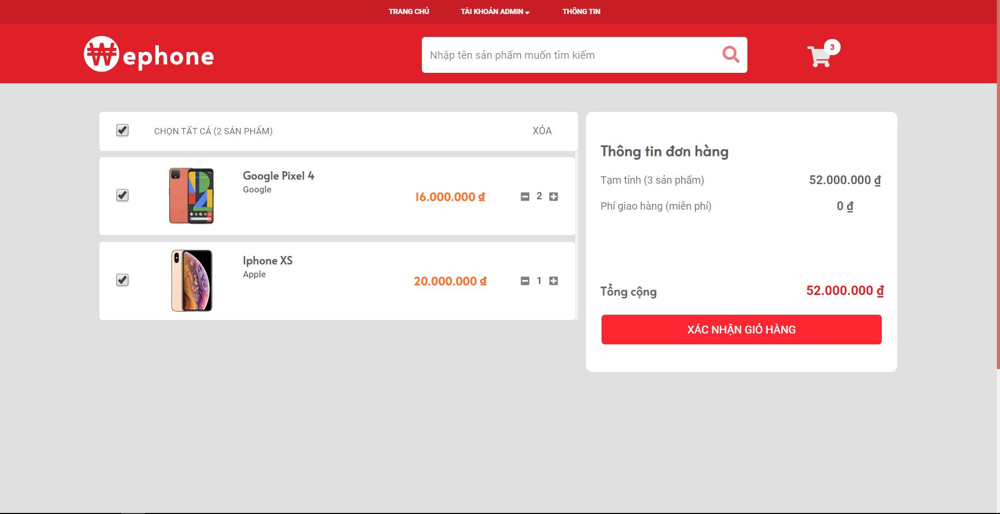 TRANG CHỦ
TÀI KHOẢN ADMIN
THÔNG TIN
₩ephone
Nhập tên sản phẩm muốn tìm kiếm
3
CHỌN TẤT CẢ (2 SẢN PHẨM)
XÓA
Google Pixel 4
Google
16.000.000 ₫
2
Iphone XS
Apple
20.000.000 ₫
1
Thông tin đơn hàng
Tạm tính (3 sản phẩm)
52.000.000 ₫
Phí giao hàng (miễn phí)
0 ₫
Tổng cộng
52.000.000 ₫
XÁC NHẬN GIỎ HÀNG